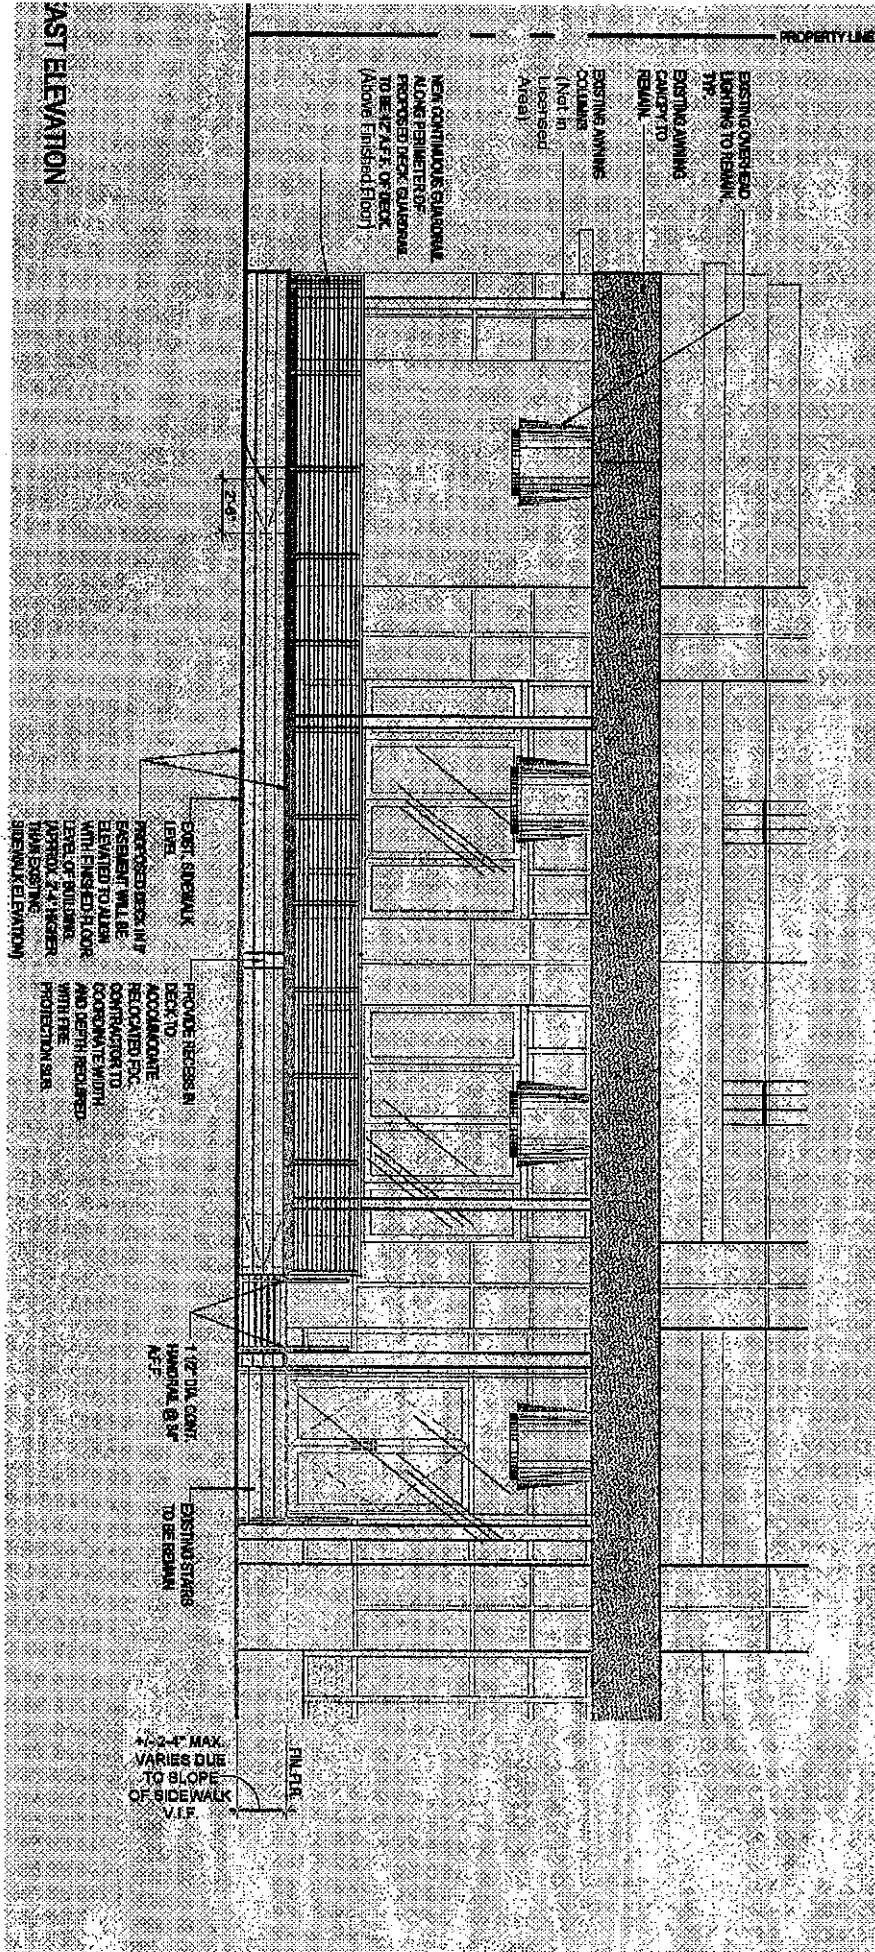 PROPERTY LINE
EXISTING OVERHEAD
LIGHTING TO REMAIN,
TYP.
EXISTING AWNING
CANOPY TO
REMAIN
EXISTING AWNING
COLUMNS
(Not in
Licensed
Area)
NEW CONTINUOUS GUARDRAIL
ALONG PERIMETER OF
PROPOSED DECK. GUARDRAIL
TO BE 42" A.F.F. OF DECK.
(Above Finished Floor)
2'-6"
EXIST. SIDEWALK
LEVEL
PROPOSED DECK IN 7'
EASEMENT WILL BE
ELEVATED TO ALIGN
WITH FINISHED FLOOR
LEVEL OF BUILDING
(APPROX. 2'-4" HIGHER
THAN EXISTING
SIDEWALK ELEVATION)
PROVIDE RECESS IN
DECK TO
ACCOMMODATE
RELOCATED FDC.
CONTRACTOR TO
COORDINATE WIDTH
AND DEPTH REQUIRED
WITH FIRE
PROTECTION SUB.
1 1/2" DIA. CONT.
HANDRAIL @ 34"
A.F.F.
EXISTING STAIRS
TO BE REMAIN
FIN. FLR.
+/-2'-4" MAX.
VARIES DUE
TO SLOPE
OF SIDEWALK
V.I.F.
AST ELEVATION